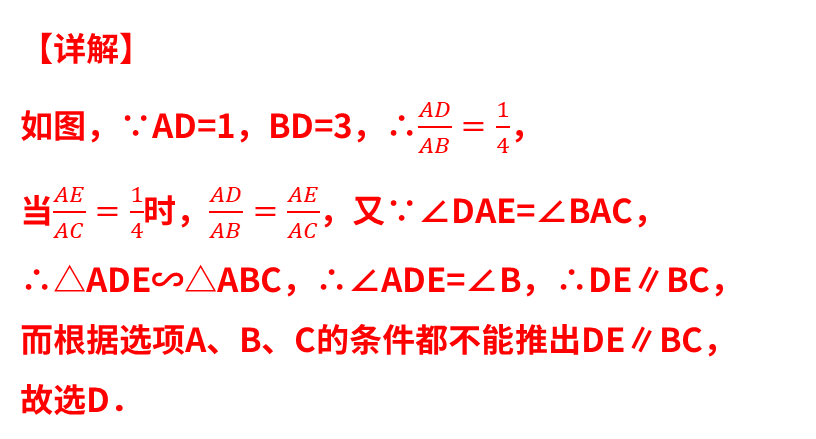 【详解】
如图，∵AD=1，BD=3，∴\frac{AD}{AB}=\frac{1}{4}，
当\frac{AE}{AC}=\frac{1}{4}时，\frac{AD}{AB}=\frac{AE}{AC}，又∵∠DAE=∠BAC，
∴△ADE∽△ABC，∴∠ADE=∠B，∴DE∥BC，
而根据选项A、B、C的条件都不能推出DE∥BC，
故选D．